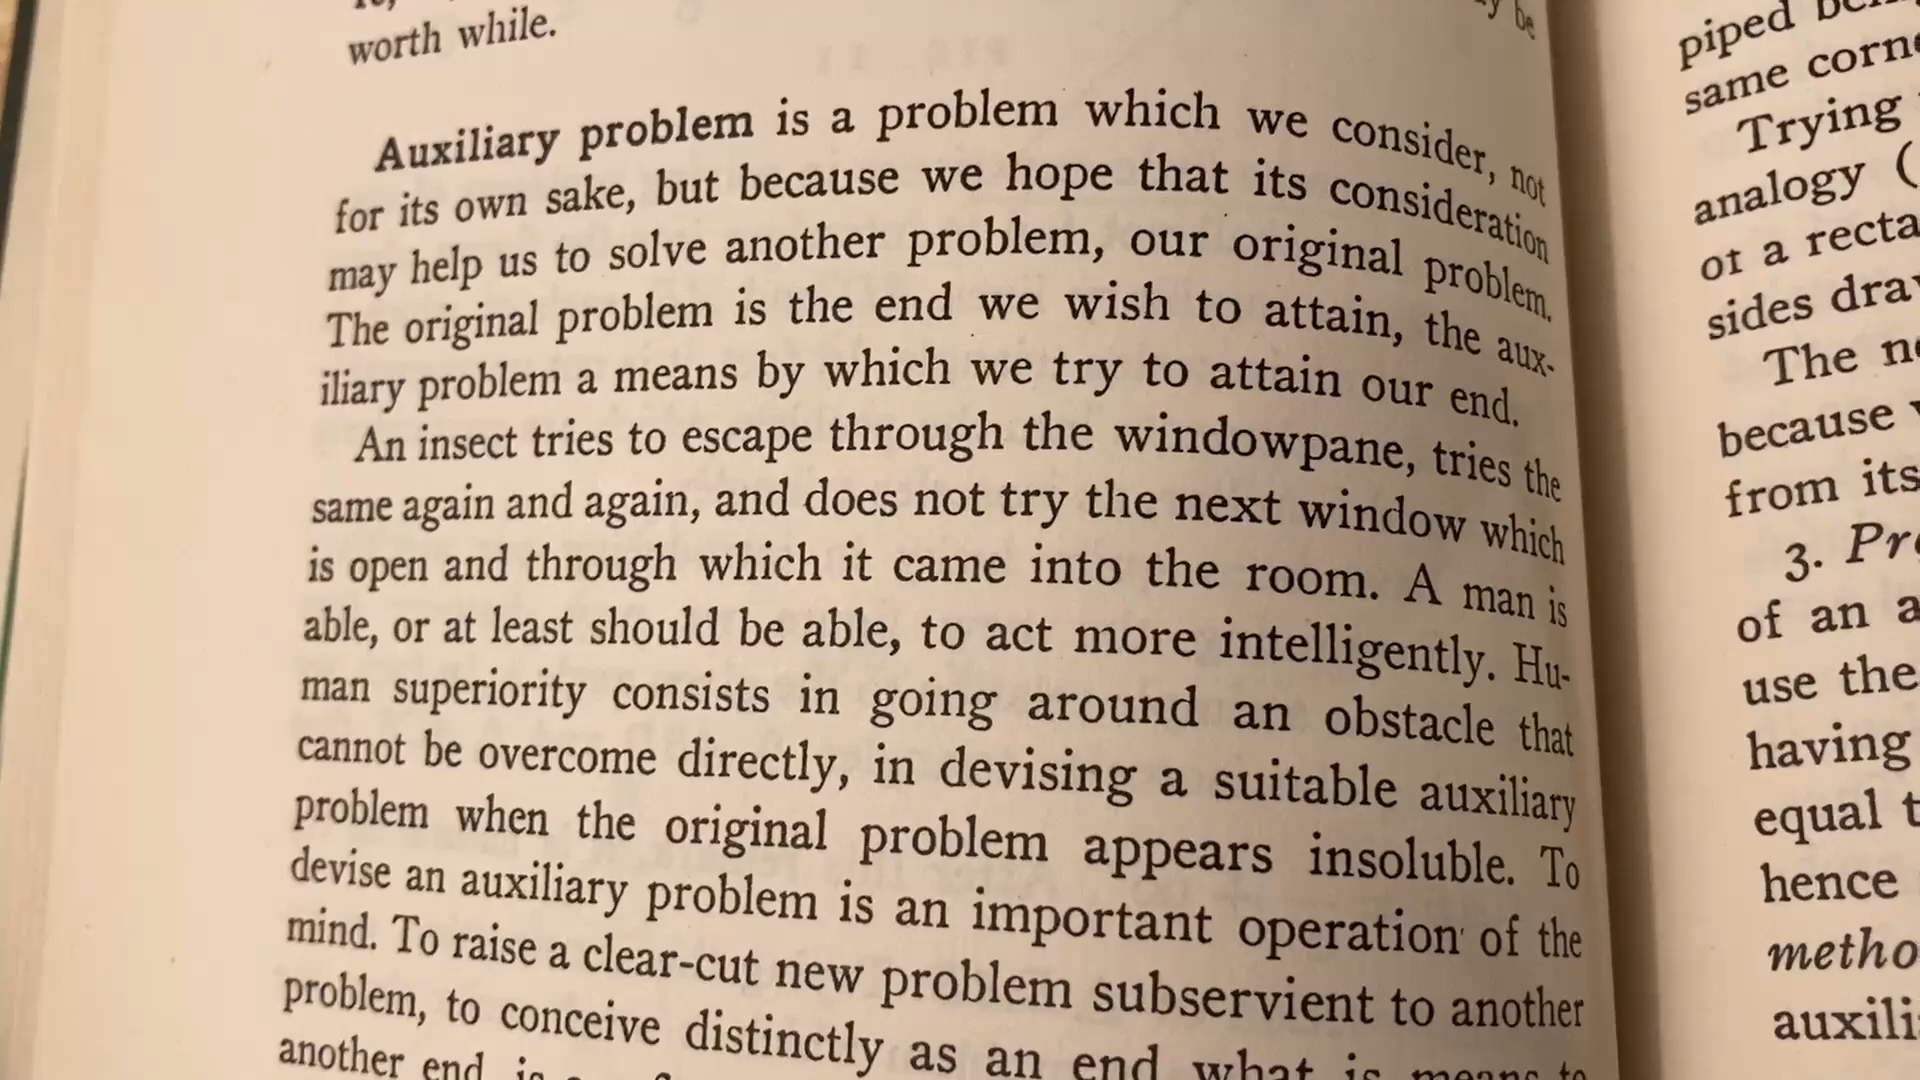 worth while.
Auxiliary problem is a problem which we consider, not
for its own sake, but because we hope that its consideration
may help us to solve another problem, our original problem.
The original problem is the end we wish to attain, the aux-
iliary problem a means by which we try to attain our end.
An insect tries to escape through the windowpane, tries the
same again and again, and does not try the next window which
is open and through which it came into the room. A man is
able, or at least should be able, to act more intelligently. Hu-
man superiority consists in going around an obstacle that
cannot be overcome directly, in devising a suitable auxiliary
problem when the original problem appears insoluble. To
devise an auxiliary problem is an important operation of the
mind. To raise a clear-cut new problem subservient to another
problem, to conceive distinctly as an end what is means to
another end, is
be
piped
same corn
Trying
analogy (
of a recta
sides dra
The
because
from its
3. Pr
of an a
use the
having
equal t
hence
metho
auxili